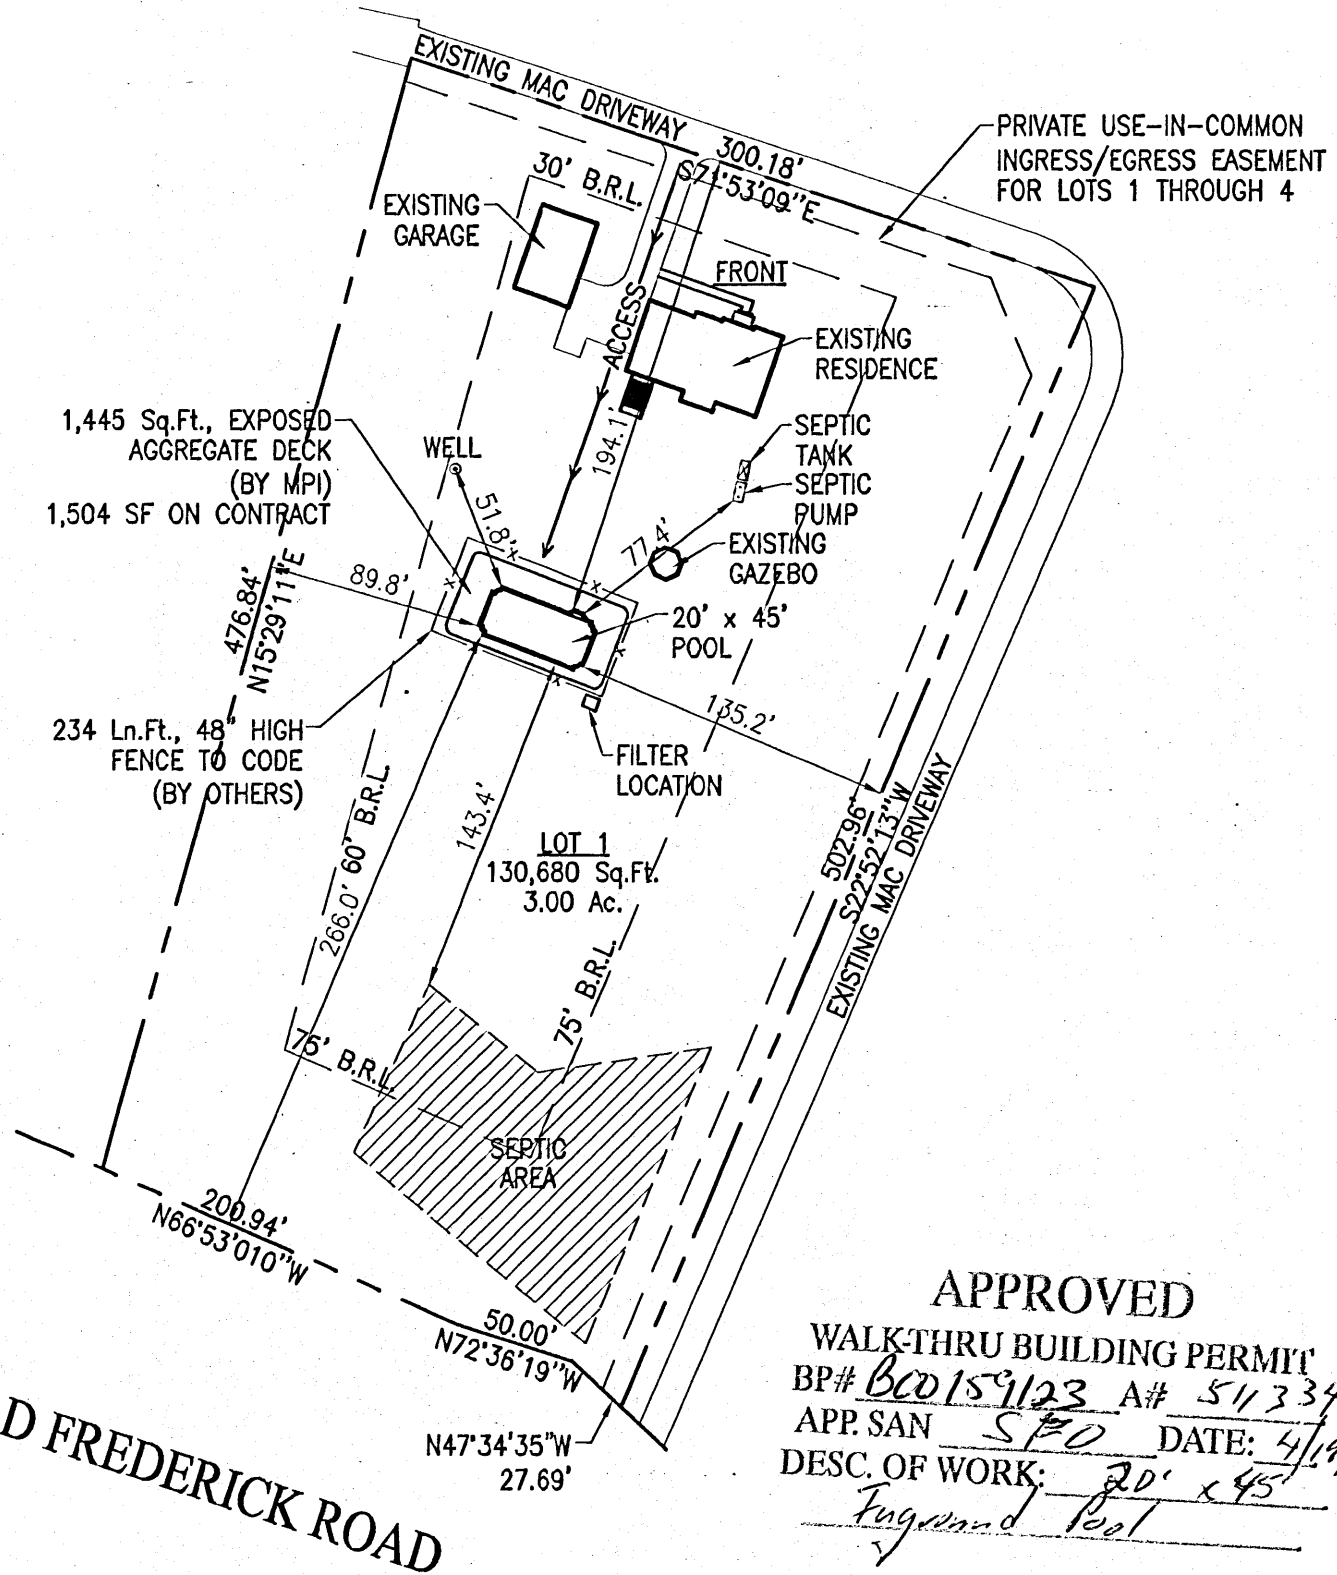 EXISTING MAC DRIVEWAY
300.18'
S71°53'09"E
PRIVATE USE-IN-COMMON
INGRESS/EGRESS EASEMENT
FOR LOTS 1 THROUGH 4
30' B.R.L.
EXISTING
GARAGE
FRONT
ACCESS
EXISTING
RESIDENCE
1,445 Sq.Ft., EXPOSED
AGGREGATE DECK
(BY MPI)
1,504 SF ON CONTRACT
WELL
194.1'
SEPTIC
TANK
SEPTIC
PUMP
51.8'
77.4'
EXISTING
GAZEBO
476.84'
N15°29'11"E
89.8'
20' x 45'
POOL
234 Ln.Ft., 48" HIGH
FENCE TO CODE
(BY OTHERS)
135.2'
FILTER
LOCATION
60' B.R.L.
143.4'
266.0'
LOT 1
130,680 Sq.Ft.
3.00 Ac.
502.96'
S22°52'13"W
EXISTING MAC DRIVEWAY
75' B.R.L.
75' B.R.L.
SEPTIC
AREA
200.94'
N66°53'010"W
50.00'
N72°36'19"W
N47°34'35"W
27.69'
D FREDERICK ROAD
APPROVED
WALK-THRU BUILDING PERMIT
BP# B00159123 A# 511334
APP. SAN DATE: 4/19
DESC. OF WORK: 20' x 45'
Inground Pool